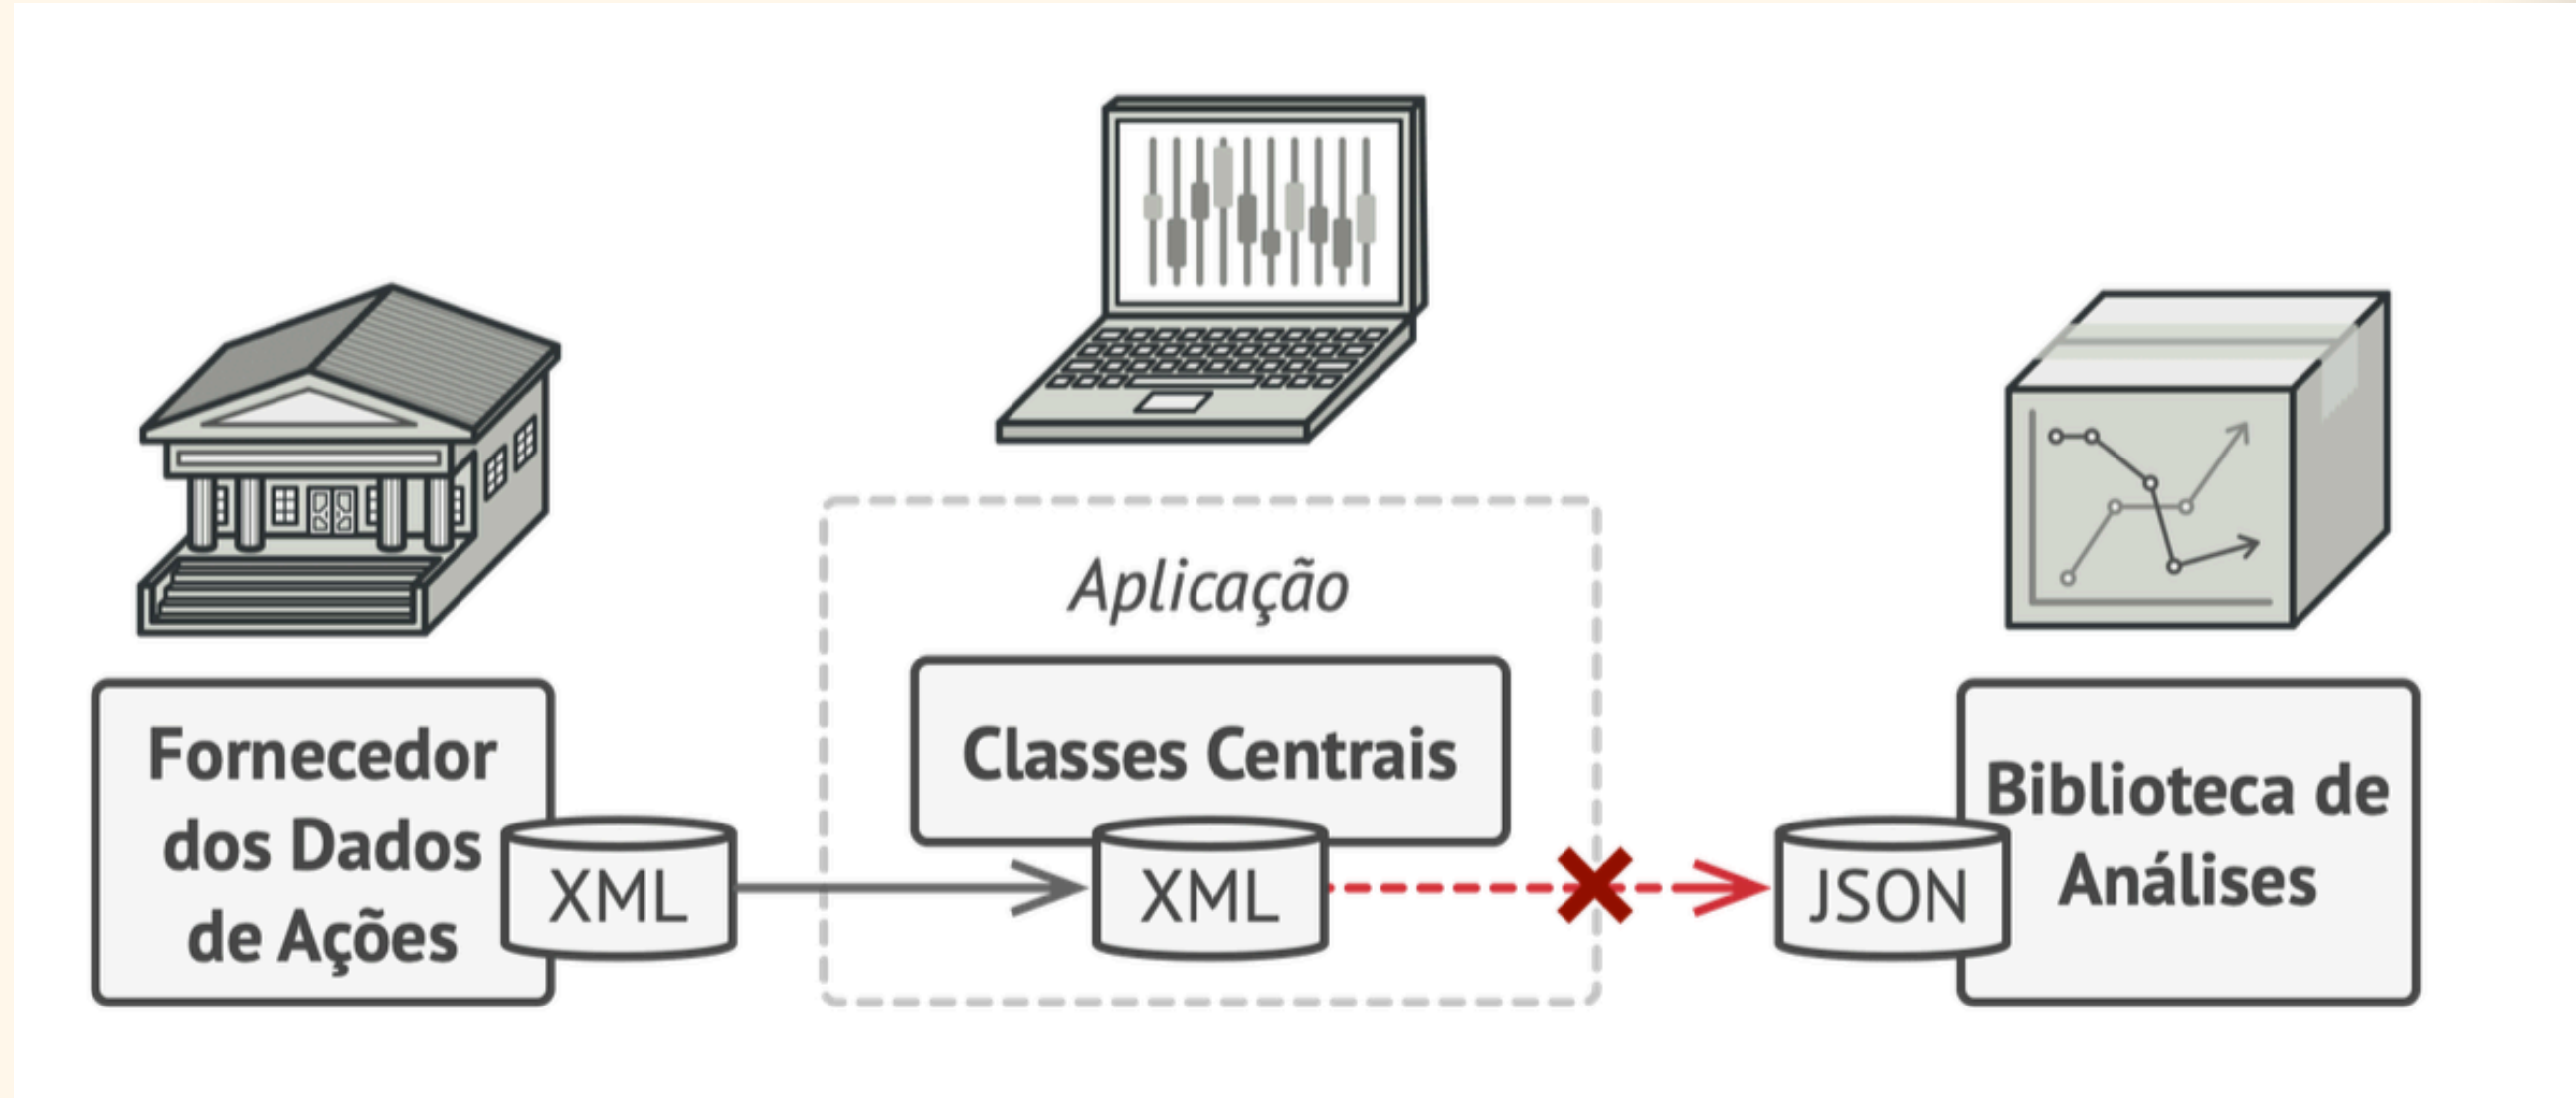 Aplicação
Fornecedor
dos Dados
de Ações
XML
Classes Centrais
XML
JSON
Biblioteca de
Análises